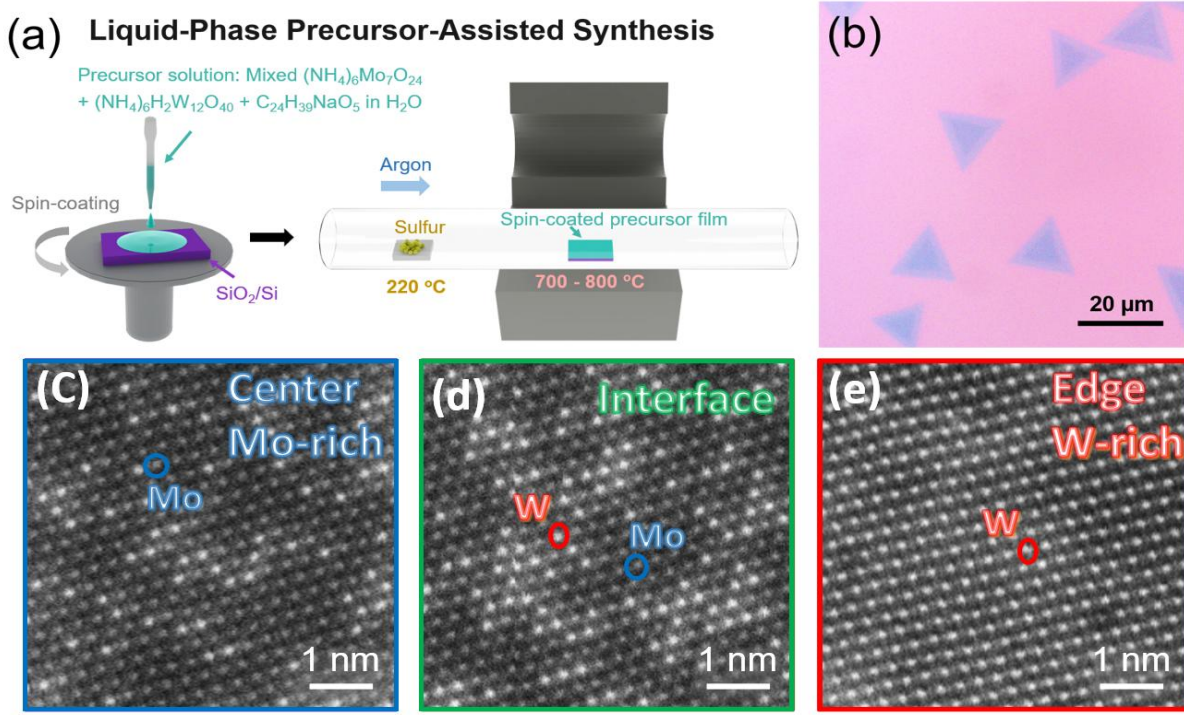 (a) Liquid-Phase Precursor-Assisted Synthesis
Precursor solution: Mixed (NH₄)₆Mo₇O₂₄
+ (NH₄)₆H₂W₁₂O₄₀ + C₂₄H₃₉NaO₅ in H₂O
Spin-coating
SiO₂/Si
Argon
Sulfur
Spin-coated precursor film
220 ºC
700 - 800 ºC
(b)
20 µm
(C)
Center
Mo-rich
Mo
1 nm
(d)
Interface
W
Mo
1 nm
(e)
Edge
W-rich
W
1 nm